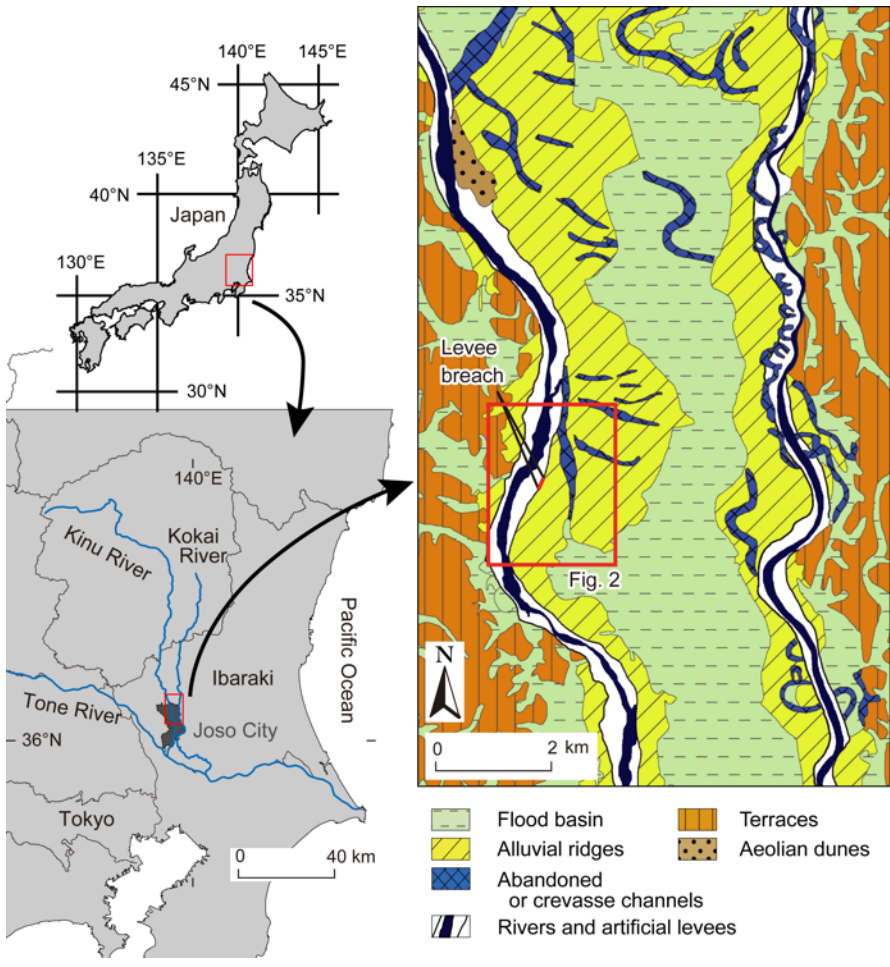 140°E 145°E
45°N
135°E
40°N
Japan
130°E
35°N
30°N
140°E
Kinu River
Kokai
River
Pacific Ocean
Ibaraki
Tone River
Joso City
36°N
Tokyo
0 40 km
Levee
breach
Fig. 2
N
0 2 km
Flood basin
Alluvial ridges
Abandoned
or crevasse channels
Rivers and artificial levees
Terraces
Aeolian dunes